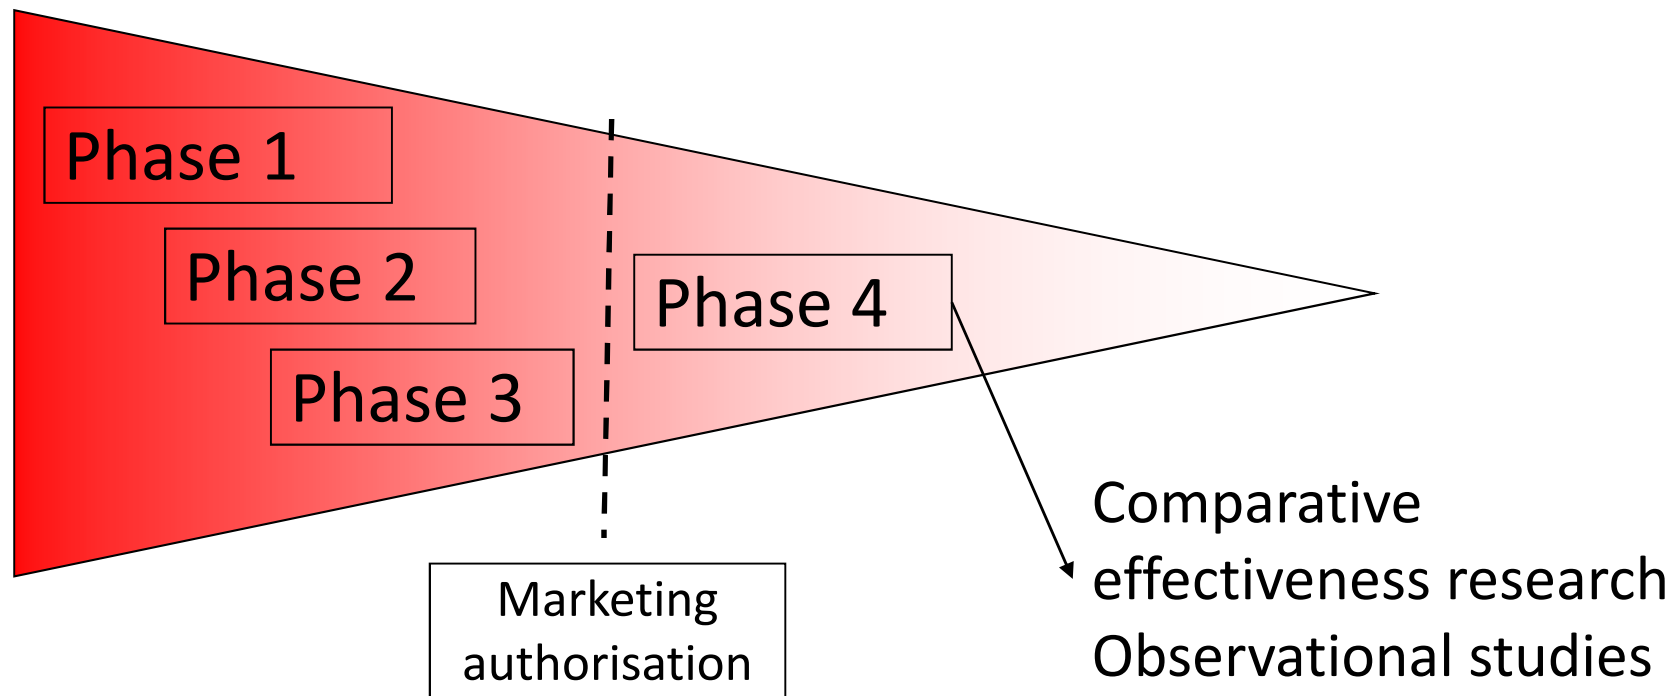 Phase 1
Phase 2
Phase 3
Phase 4
Marketing
authorisation
Comparative
effectiveness research
Observational studies